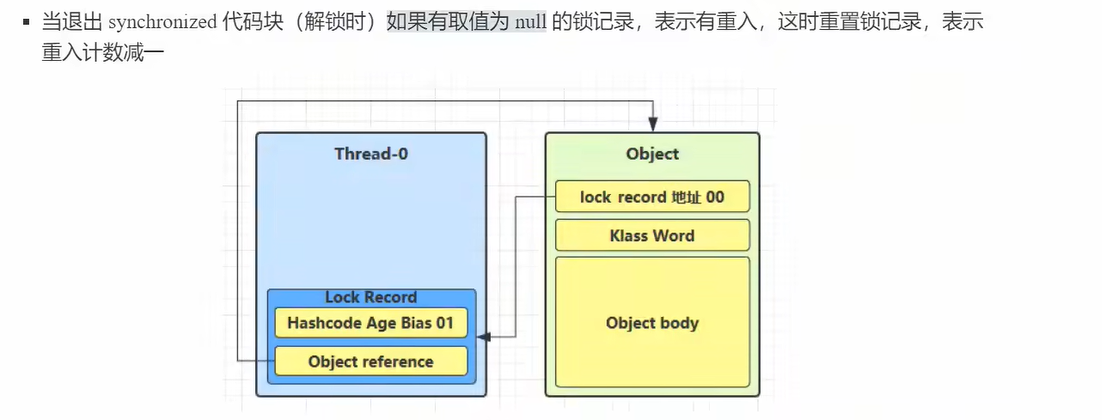 当退出 synchronized 代码块（解锁时）如果有取值为 null 的锁记录，表示有重入，这时重置锁记录，表示
重入计数减一
Thread-0
Object
lock record 地址 00
Klass Word
Lock Record
Hashcode Age Bias 01
Object body
Object reference